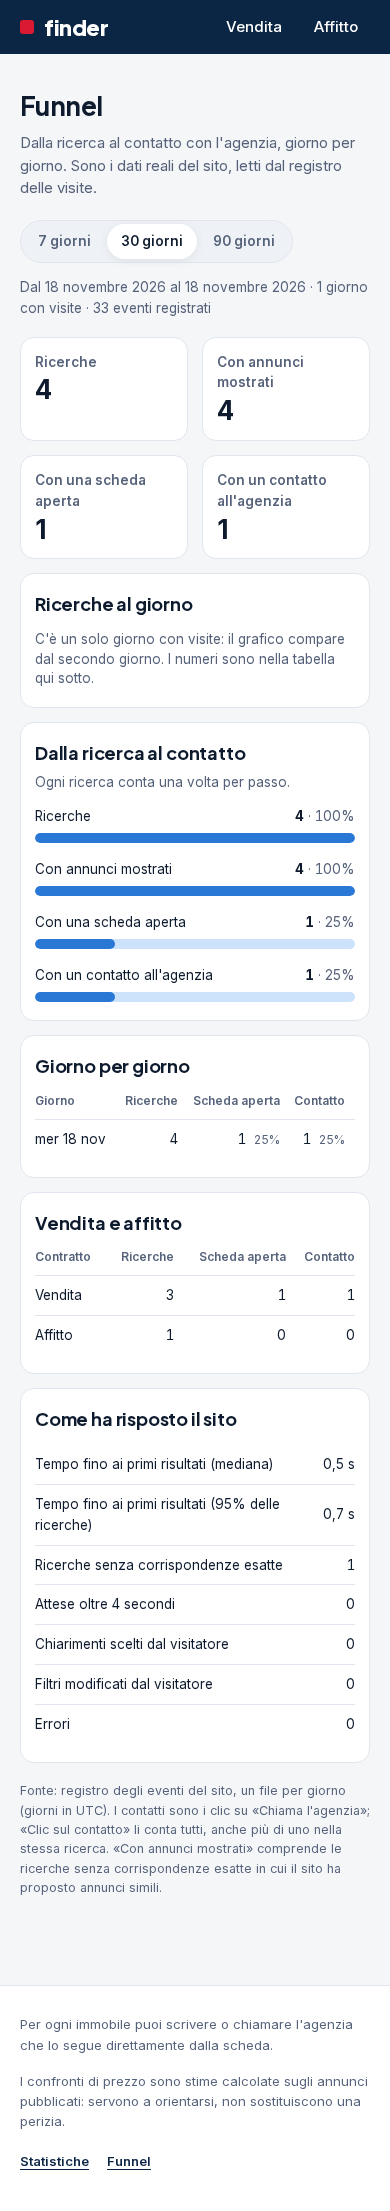 finder Vendita Affitto
Funnel
Dalla ricerca al contatto con l'agenzia, giorno per
giorno. Sono i dati reali del sito, letti dal registro
delle visite.
7 giorni 30 giorni 90 giorni
Dal 18 novembre 2026 al 18 novembre 2026 · 1 giorno
con visite · 33 eventi registrati
Ricerche
4
Con annunci
mostrati
4
Con una scheda
aperta
1
Con un contatto
all'agenzia
1
Ricerche al giorno
C'è un solo giorno con visite: il grafico compare
dal secondo giorno. I numeri sono nella tabella
qui sotto.
Dalla ricerca al contatto
Ogni ricerca conta una volta per passo.
Ricerche 4 · 100%
Con annunci mostrati 4 · 100%
Con una scheda aperta 1 · 25%
Con un contatto all'agenzia 1 · 25%
Giorno per giorno
Giorno Ricerche Scheda aperta Contatto
mer 18 nov 4 1 25% 1 25%
Vendita e affitto
Contratto Ricerche Scheda aperta Contatto
Vendita 3 1 1
Affitto 1 0 0
Come ha risposto il sito
Tempo fino ai primi risultati (mediana) 0,5 s
Tempo fino ai primi risultati (95% delle
ricerche) 0,7 s
Ricerche senza corrispondenze esatte 1
Attese oltre 4 secondi 0
Chiarimenti scelti dal visitatore 0
Filtri modificati dal visitatore 0
Errori 0
Fonte: registro degli eventi del sito, un file per giorno
(giorni in UTC). I contatti sono i clic su «Chiama l'agenzia»;
«Clic sul contatto» li conta tutti, anche più di uno nella
stessa ricerca. «Con annunci mostrati» comprende le
ricerche senza corrispondenze esatte in cui il sito ha
proposto annunci simili.
Per ogni immobile puoi scrivere o chiamare l'agenzia
che lo segue direttamente dalla scheda.
I confronti di prezzo sono stime calcolate sugli annunci
pubblicati: servono a orientarsi, non sostituiscono una
perizia.
Statistiche Funnel